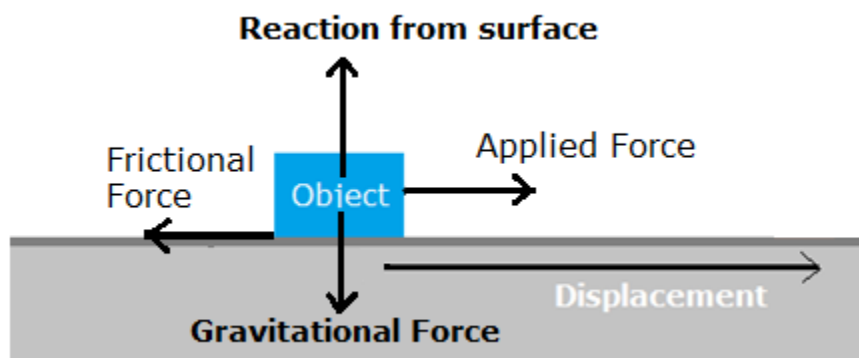 Reaction from surface
Applied Force
Frictional
Force
Object
Displacement
Gravitational Force